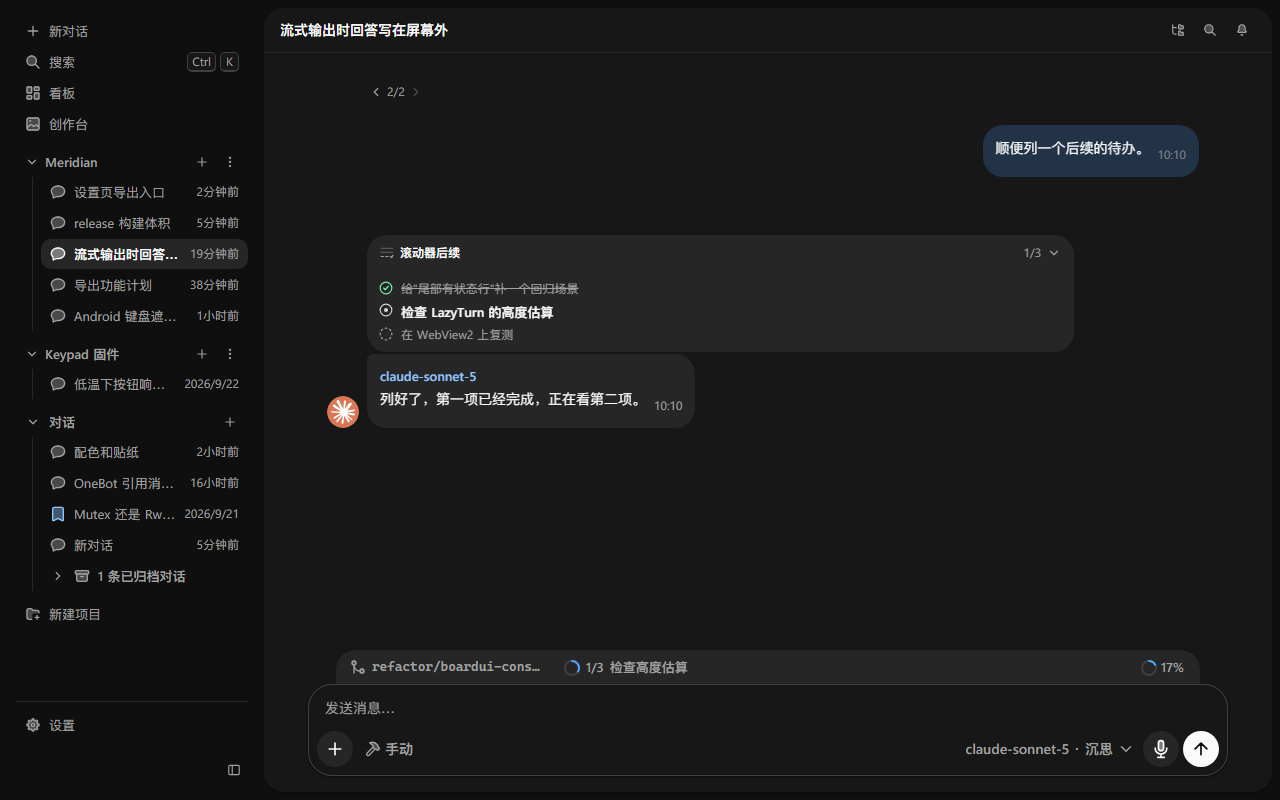 新对话
搜索 Ctrl K
看板
创作台
Meridian
设置页导出入口 2分钟前
release 构建体积 5分钟前
流式输出时回答… 19分钟前
导出功能计划 38分钟前
Android 键盘遮… 1小时前
Keypad 固件
低温下按钮响… 2026/9/22
对话
配色和贴纸 2小时前
OneBot 引用消… 16小时前
Mutex 还是 Rw… 2026/9/21
新对话 5分钟前
1 条已归档对话
新建项目
设置
流式输出时回答写在屏幕外
2/2
顺便列一个后续的待办。 10:10
滚动器后续 1/3
给"尾部有状态行"补一个回归场景
检查 LazyTurn 的高度估算
在 WebView2 上复测
claude-sonnet-5
列好了，第一项已经完成，正在看第二项。 10:10
refactor/boardui-cons… 1/3 检查高度估算 17%
发送消息…
手动 claude-sonnet-5 · 沉思